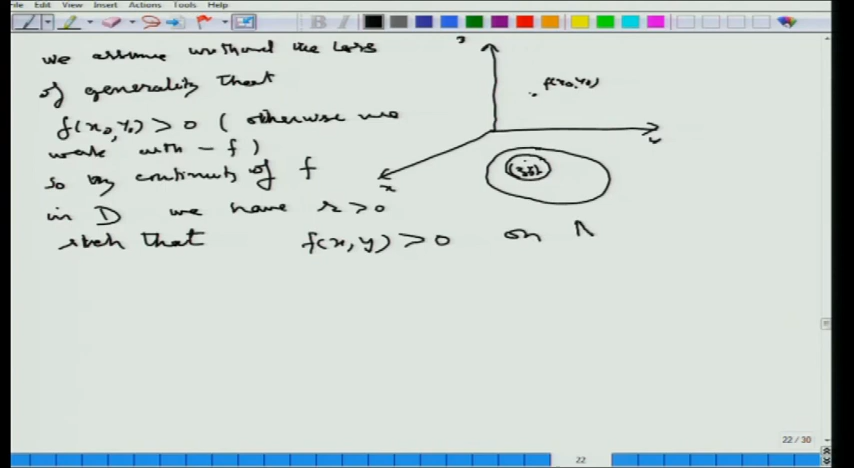 File Edit View Insert Actions Tools Help
we assume without the loss
of generality that
f(x₀,y₀) > 0 ( otherwise we
work with - f )
so by continuity of f
in D we have r > 0
such that f(x,y) > 0 on N
z
f(x₀,y₀)
y
x
(x₀,y₀)
22 / 30
22